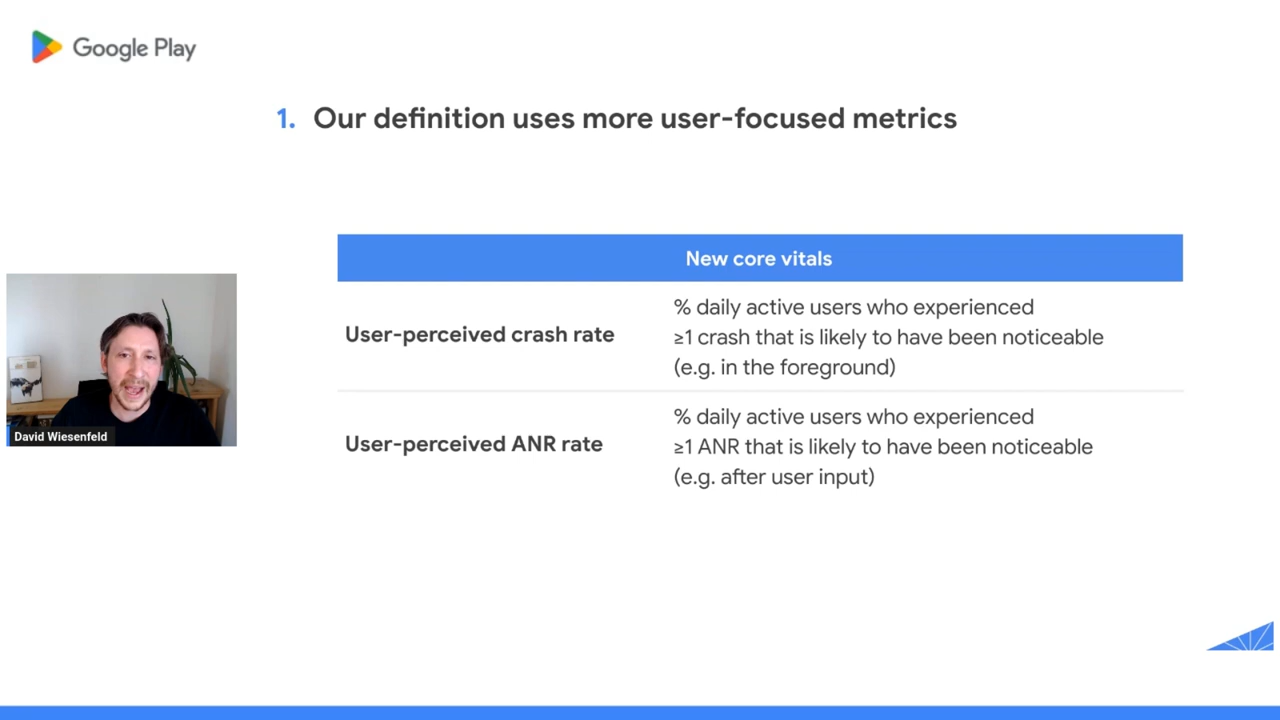 Google Play
1. Our definition uses more user-focused metrics
New core vitals
User-perceived crash rate
% daily active users who experienced
≥1 crash that is likely to have been noticeable
(e.g. in the foreground)
User-perceived ANR rate
% daily active users who experienced
≥1 ANR that is likely to have been noticeable
(e.g. after user input)
David Wiesenfeld